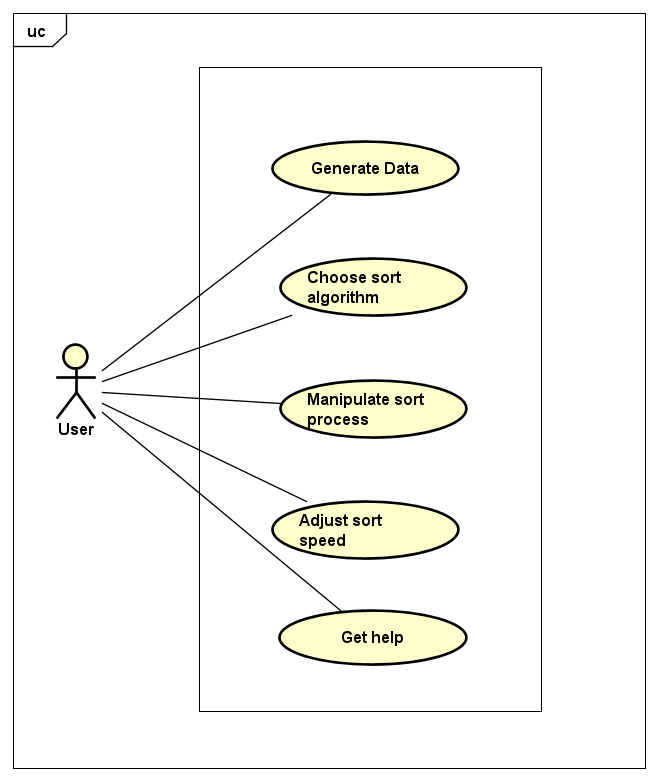 uc
Generate Data
Choose sort
algorithm
Manipulate sort
process
User
Adjust sort
speed
Get help